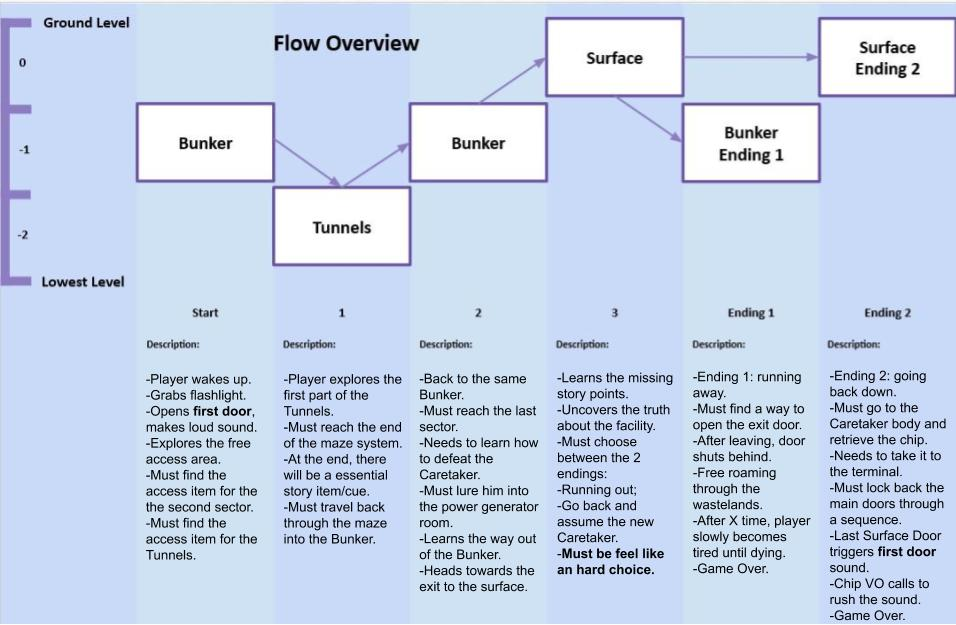 Ground Level
Flow Overview
0
-1
-2
Lowest Level
Bunker
Tunnels
Bunker
Surface
Bunker
Ending 1
Surface
Ending 2
Start
Description:
-Player wakes up.
-Grabs flashlight.
-Opens first door,
makes loud sound.
-Explores the free
access area.
-Must find the
access item for the
the second sector.
-Must find the
access item for the
Tunnels.
1
Description:
-Player explores the
first part of the
Tunnels.
-Must reach the end
of the maze system.
-At the end, there
will be a essential
story item/cue.
-Must travel back
through the maze
into the Bunker.
2
Description:
-Back to the same
Bunker.
-Must reach the last
sector.
-Needs to learn how
to defeat the
Caretaker.
-Must lure him into
the power generator
room.
-Learns the way out
of the Bunker.
-Heads towards the
exit to the surface.
3
Description:
-Learns the missing
story points.
-Uncovers the truth
about the facility.
-Must choose
between the 2
endings:
-Running out;
-Go back and
assume the new
Caretaker.
-Must be feel like
an hard choice.
Ending 1
Description:
-Ending 1: running
away.
-Must find a way to
open the exit door.
-After leaving, door
shuts behind.
-Free roaming
through the
wastelands.
-After X time, player
slowly becomes
tired until dying.
-Game Over.
Ending 2
Description:
-Ending 2: going
back down.
-Must go to the
Caretaker body and
retrieve the chip.
-Needs to take it to
the terminal.
-Must lock back the
main doors through
a sequence.
-Last Surface Door
triggers first door
sound.
-Chip VO calls to
rush the sound.
-Game Over.